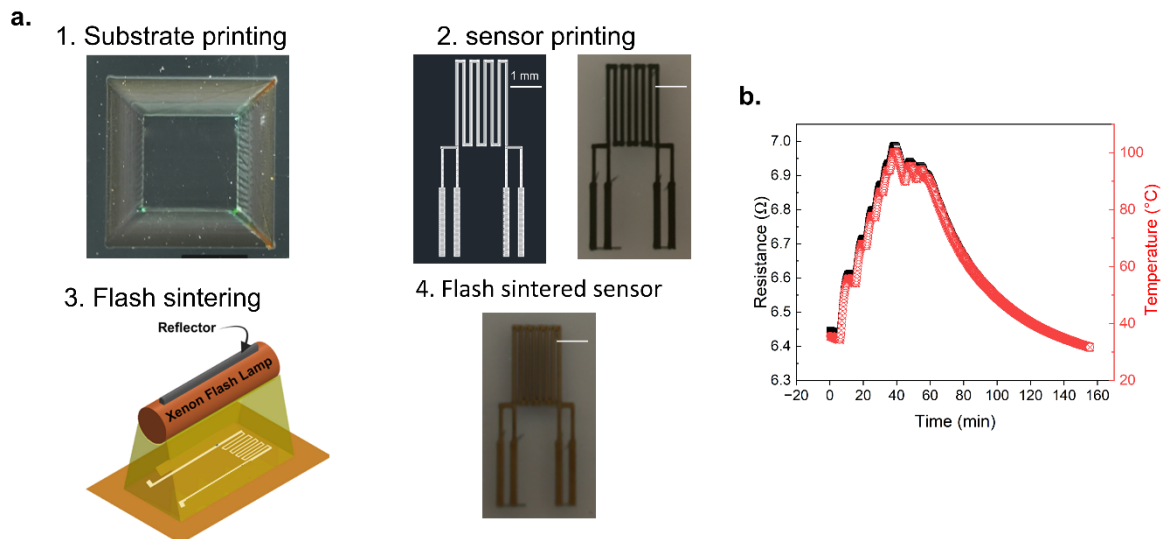 a.
1. Substrate printing
2. sensor printing
1 mm
3. Flash sintering
Reflector
Xenon Flash Lamp
4. Flash sintered sensor
b.
7.0
6.9
6.8
6.7
6.6
6.5
6.4
6.3
Resistance (Ω)
100
80
60
40
20
Temperature (°C)
−20 0 20 40 60 80 100 120 140 160
Time (min)